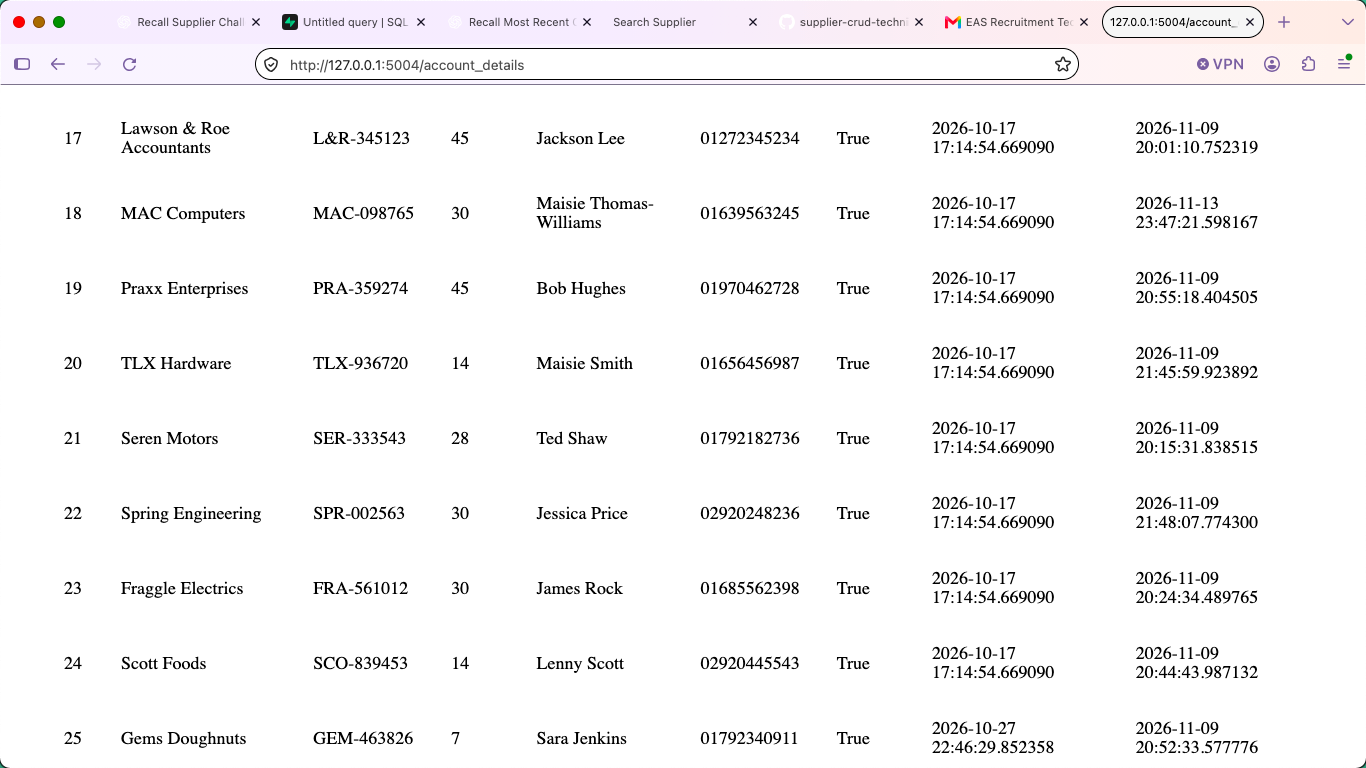 Recall Supplier Chall
Untitled query | SQL
Recall Most Recent C
Search Supplier
supplier-crud-techni
EAS Recruitment Tec
127.0.0.1:5004/account_
http://127.0.0.1:5004/account_details
VPN
17 Lawson & Roe Accountants L&R-345123 45 Jackson Lee 01272345234 True 2026-10-17 17:14:54.669090 2026-11-09 20:01:10.752319
18 MAC Computers MAC-098765 30 Maisie Thomas-Williams 01639563245 True 2026-10-17 17:14:54.669090 2026-11-13 23:47:21.598167
19 Praxx Enterprises PRA-359274 45 Bob Hughes 01970462728 True 2026-10-17 17:14:54.669090 2026-11-09 20:55:18.404505
20 TLX Hardware TLX-936720 14 Maisie Smith 01656456987 True 2026-10-17 17:14:54.669090 2026-11-09 21:45:59.923892
21 Seren Motors SER-333543 28 Ted Shaw 01792182736 True 2026-10-17 17:14:54.669090 2026-11-09 20:15:31.838515
22 Spring Engineering SPR-002563 30 Jessica Price 02920248236 True 2026-10-17 17:14:54.669090 2026-11-09 21:48:07.774300
23 Fraggle Electrics FRA-561012 30 James Rock 01685562398 True 2026-10-17 17:14:54.669090 2026-11-09 20:24:34.489765
24 Scott Foods SCO-839453 14 Lenny Scott 02920445543 True 2026-10-17 17:14:54.669090 2026-11-09 20:44:43.987132
25 Gems Doughnuts GEM-463826 7 Sara Jenkins 01792340911 True 2026-10-27 22:46:29.852358 2026-11-09 20:52:33.577776